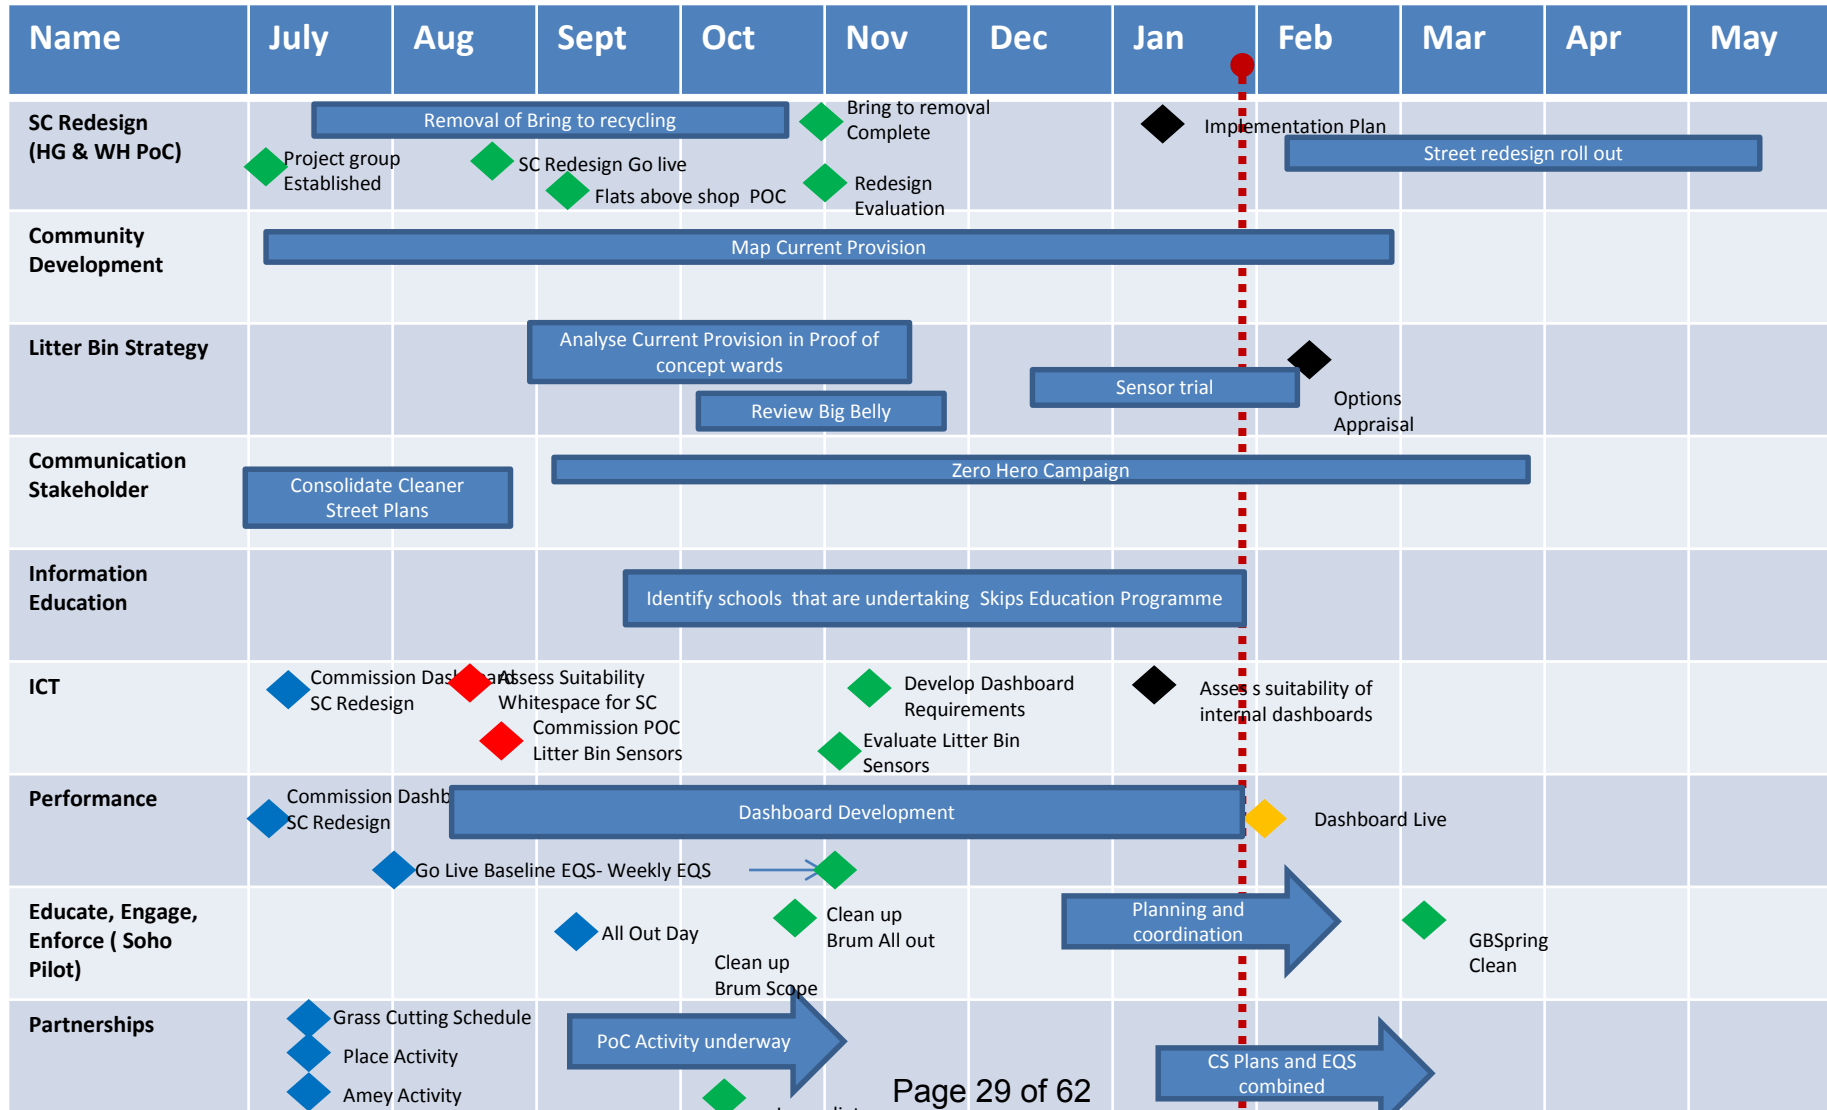 Name July Aug Sept Oct Nov Dec Jan Feb Mar Apr May
SC Redesign
(HG & WH PoC)
Removal of Bring to recycling
Bring to removal
Complete
Implementation Plan
Street redesign roll out
Project group
Established
SC Redesign Go live
Flats above shop POC
Redesign
Evaluation
Community
Development
Map Current Provision
Litter Bin Strategy
Analyse Current Provision in Proof of
concept wards
Review Big Belly
Sensor trial
Options
Appraisal
Communication
Stakeholder
Consolidate Cleaner
Street Plans
Zero Hero Campaign
Information
Education
Identify schools that are undertaking Skips Education Programme
ICT
Commission Dashboard
SC Redesign
Assess Suitability
Whitespace for SC
Commission POC
Litter Bin Sensors
Develop Dashboard
Requirements
Evaluate Litter Bin
Sensors
Asses s suitability of
internal dashboards
Performance
Commission Dashb
SC Redesign
Dashboard Development
Dashboard Live
Go Live Baseline EQS- Weekly EQS
Educate, Engage,
Enforce ( Soho
Pilot)
All Out Day
Clean up
Brum All out
Clean up
Brum Scope
Planning and
coordination
GBSpring
Clean
Partnerships
Grass Cutting Schedule
Place Activity
Amey Activity
PoC Activity underway
CS Plans and EQS
combined
Page 29 of 62